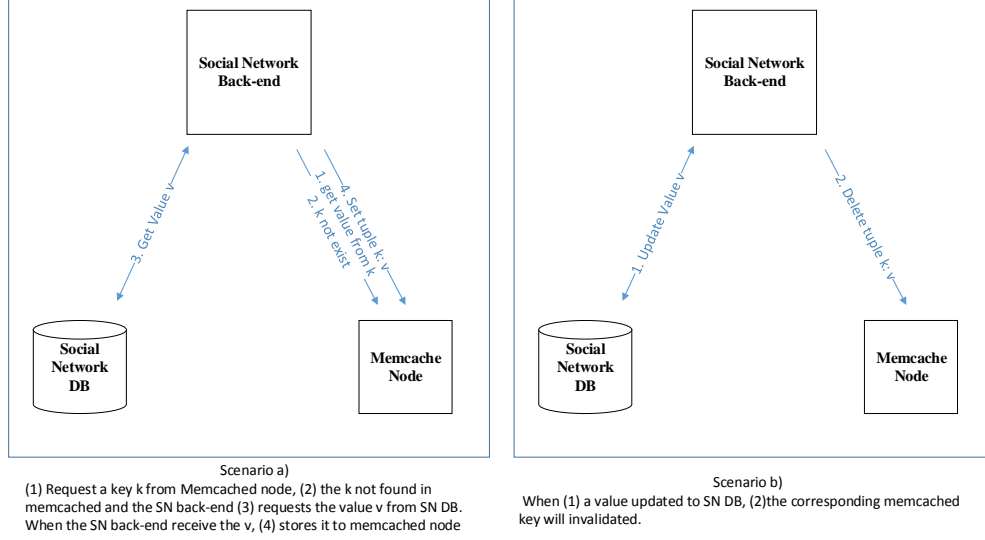 Social Network
Back-end
3. Get Value v
1. get value from k
2. k not exist
4. Set tuple k: v
Social
Network
DB
Memcache
Node
Scenario a)
(1) Request a key k from Memcached node, (2) the k not found in
memcached and the SN back-end (3) requests the value v from SN DB.
When the SN back-end receive the v, (4) stores it to memcached node
Social Network
Back-end
1. Update Value v
2. Delete tuple k: v
Social
Network
DB
Memcache
Node
Scenario b)
When (1) a value updated to SN DB, (2)the corresponding memcached
key will invalidated.